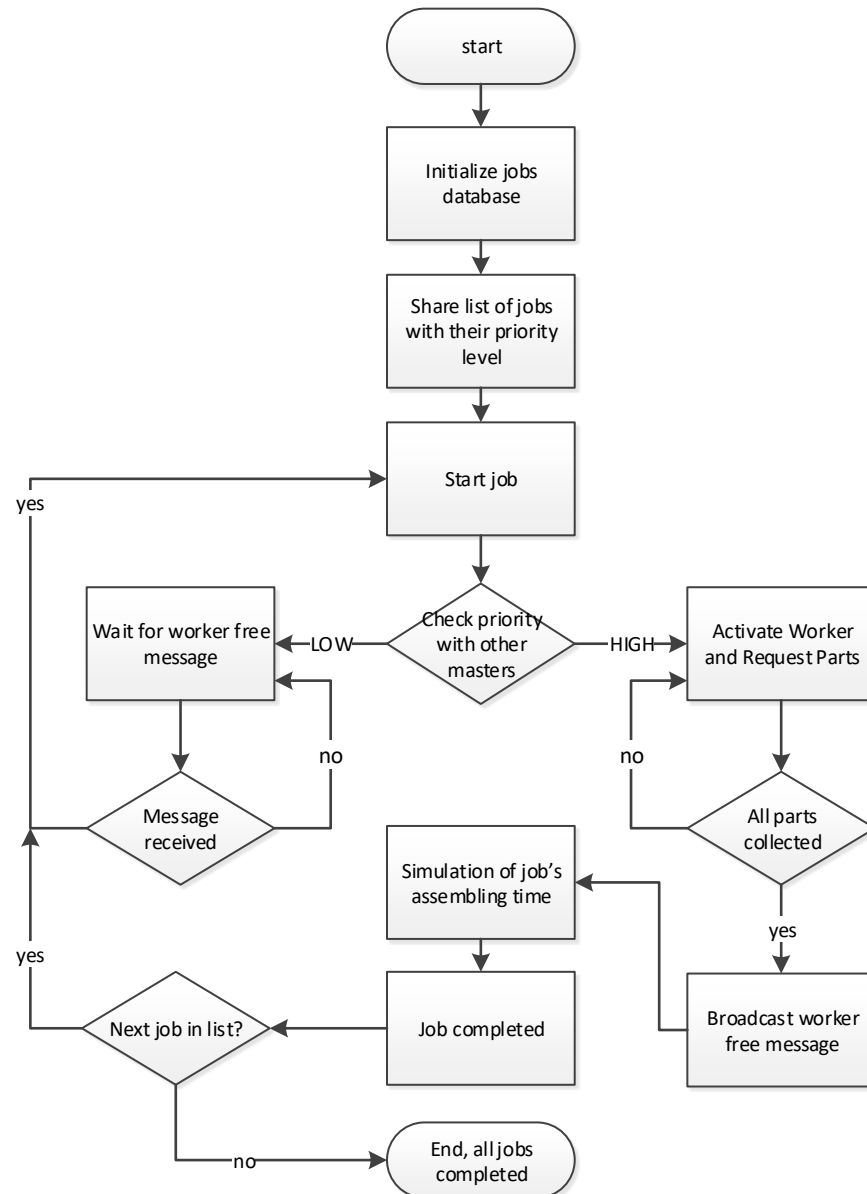 start
Initialize jobs
database
Share list of jobs
with their priority
level
Start job
yes
Check priority
with other
masters
LOW
HIGH
Wait for worker free
message
Activate Worker
and Request Parts
no
no
Message
received
All parts
collected
Simulation of job’s
assembling time
yes
yes
Next job in list?
Job completed
Broadcast worker
free message
no
End, all jobs
completed